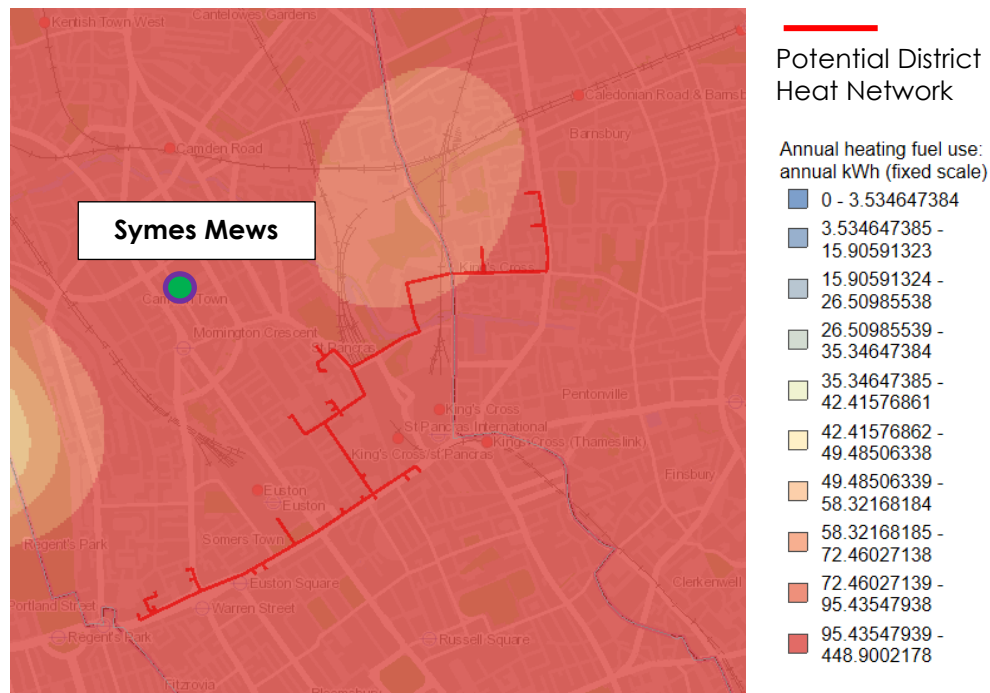 Kentish Town West
Cantelowes Gardens
Caledonian Road & Barnsb
Barnsbury
Camden Road
Symes Mews
King's Cross
Camden Town
Mornington Crescent
St Pancras
Pentonville
King's Cross
St Pancras International
King's Cross (Thameslink)
King's Cross/st Pancras
Finsbury
Euston
Euston
Somers Town
Regent's Park
Euston Square
Clerkenwell
Portland Street
Warren Street
Regent's Park
Russell Square
Fitzrovia
Bloomsbury
Potential District
Heat Network
Annual heating fuel use:
annual kWh (fixed scale)
0 - 3.534647384
3.534647385 -
15.90591323
15.90591324 -
26.50985538
26.50985539 -
35.34647384
35.34647385 -
42.41576861
42.41576862 -
49.48506338
49.48506339 -
58.32168184
58.32168185 -
72.46027138
72.46027139 -
95.43547938
95.43547939 -
448.9002178